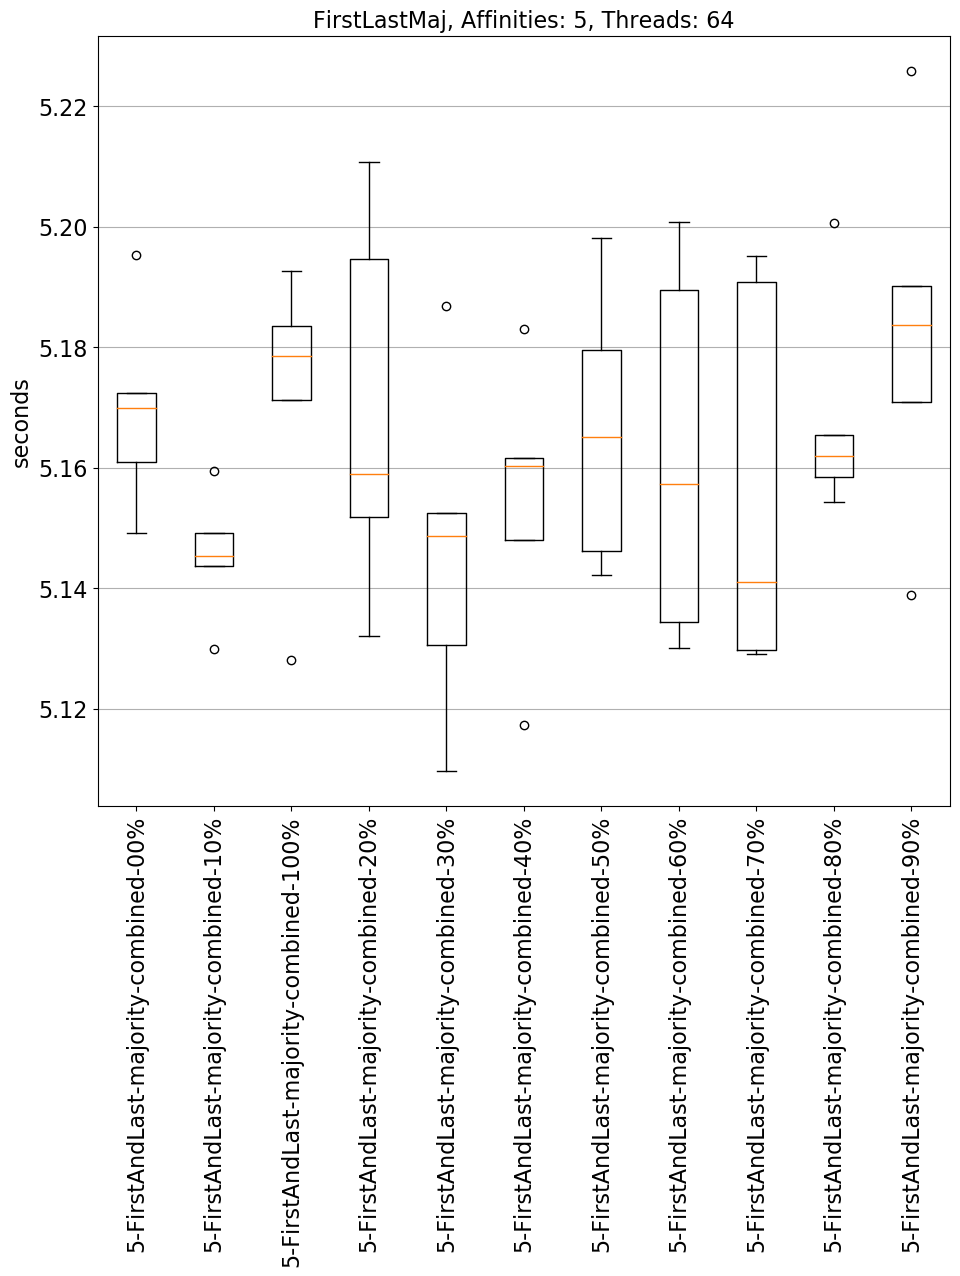 FirstLastMaj, Affinities: 5, Threads: 64
5.22
5.20
5.18
5.16
5.14
5.12
seconds
5-FirstAndLast-majority-combined-00%
5-FirstAndLast-majority-combined-10%
5-FirstAndLast-majority-combined-100%
5-FirstAndLast-majority-combined-20%
5-FirstAndLast-majority-combined-30%
5-FirstAndLast-majority-combined-40%
5-FirstAndLast-majority-combined-50%
5-FirstAndLast-majority-combined-60%
5-FirstAndLast-majority-combined-70%
5-FirstAndLast-majority-combined-80%
5-FirstAndLast-majority-combined-90%